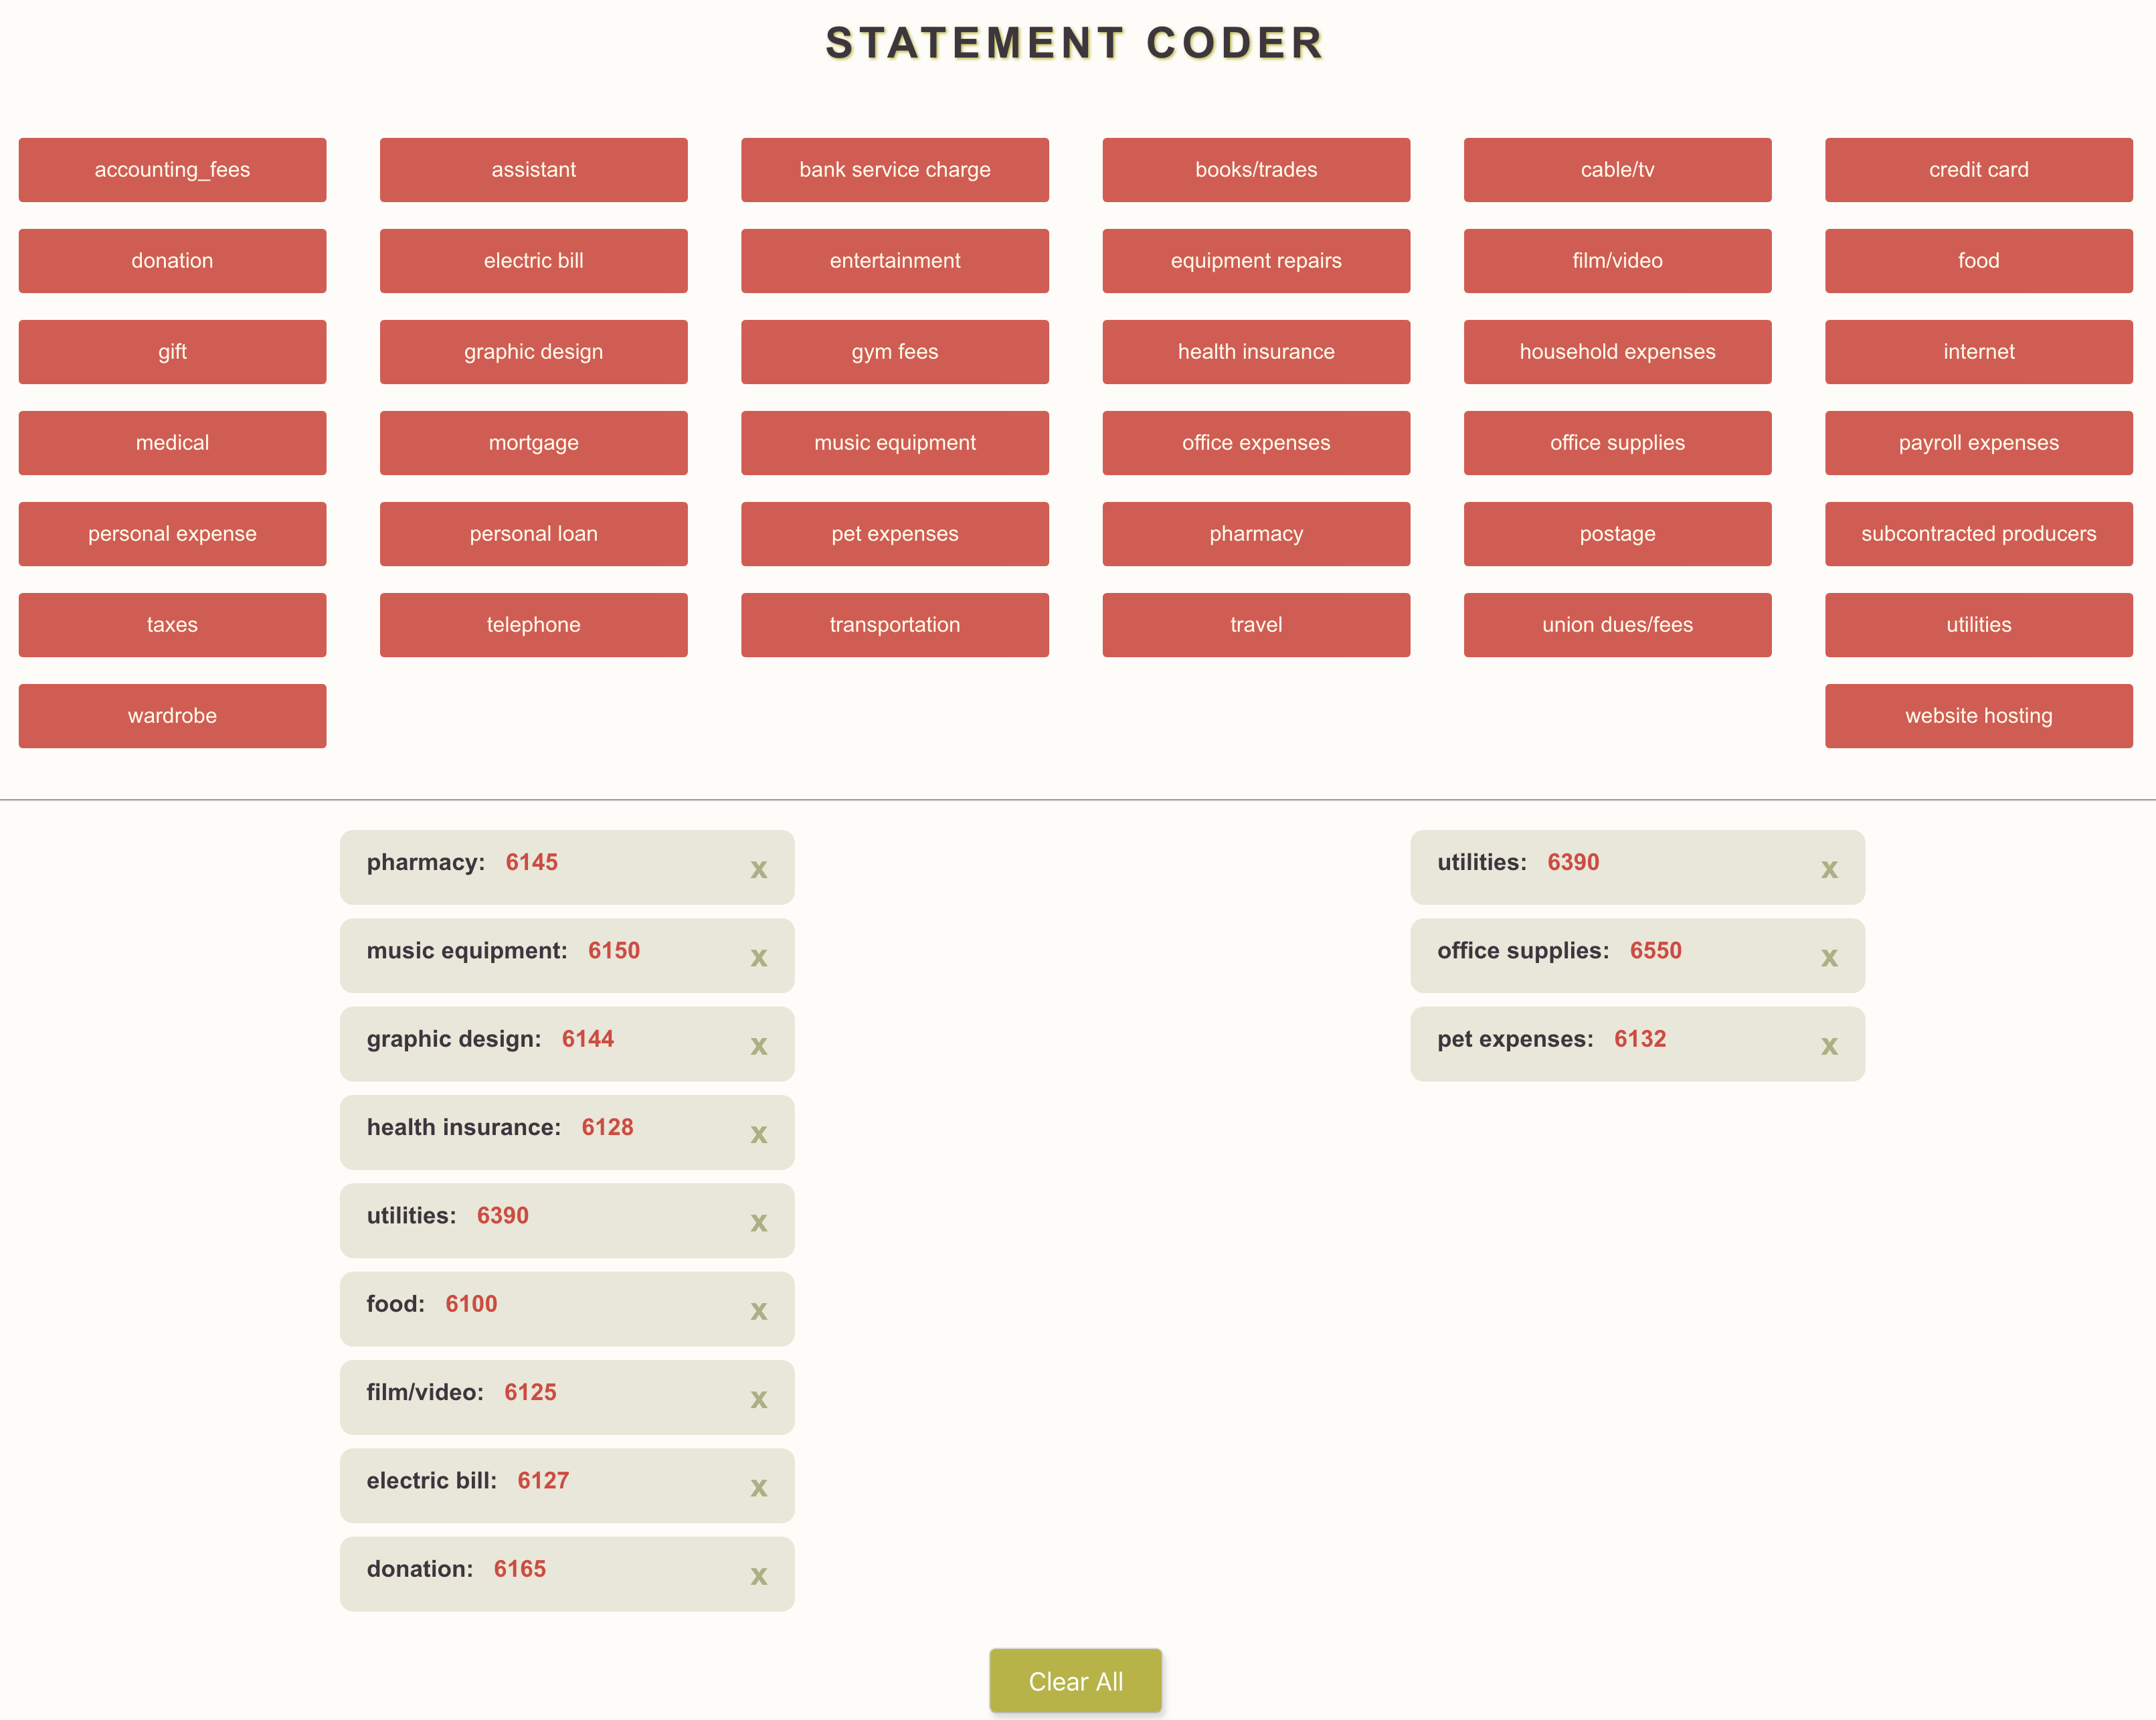 STATEMENT CODER
accounting_fees
assistant
bank service charge
books/trades
cable/tv
credit card
donation
electric bill
entertainment
equipment repairs
film/video
food
gift
graphic design
gym fees
health insurance
household expenses
internet
medical
mortgage
music equipment
office expenses
office supplies
payroll expenses
personal expense
personal loan
pet expenses
pharmacy
postage
subcontracted producers
taxes
telephone
transportation
travel
union dues/fees
utilities
wardrobe
website hosting
pharmacy: 6145 x
music equipment: 6150 x
graphic design: 6144 x
health insurance: 6128 x
utilities: 6390 x
food: 6100 x
film/video: 6125 x
electric bill: 6127 x
donation: 6165 x
utilities: 6390 x
office supplies: 6550 x
pet expenses: 6132 x
Clear All